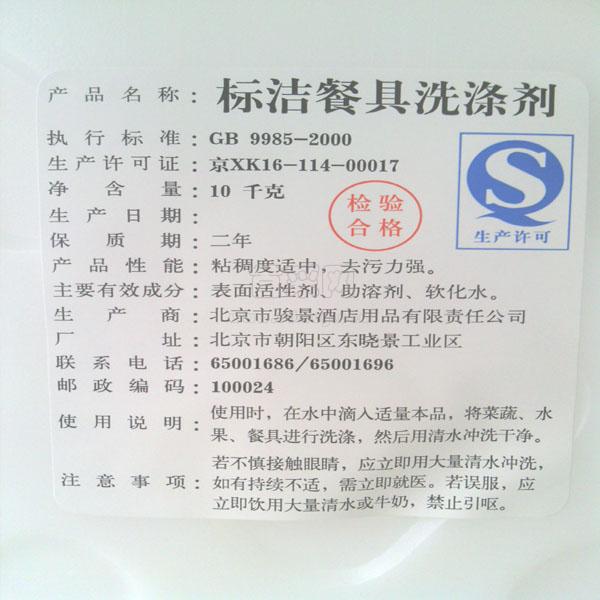 产品名称：标洁餐具洗涤剂
执行标准：GB 9985-2000
生产许可证：京XK16-114-00017
净含量：10 千克
生产日期：
保质期：二年
产品性能：粘稠度适中、去污力强。
主要有效成分：表面活性剂、助溶剂、软化水。
生产商：北京市骏景酒店用品有限责任公司
厂址：北京市朝阳区东晓景工业区
联系电话：65001686/65001696
邮政编码：100024
使用说明：使用时，在水中滴入适量本品，将菜蔬、水
果、餐具进行洗涤，然后用清水冲洗干净。
注意事项：若不慎接触眼睛，应立即用大量清水冲洗，
如有持续不适，需立即就医。若误服，应
立即饮用大量清水或牛奶，禁止引呕。
检验
合格
S
生产许可